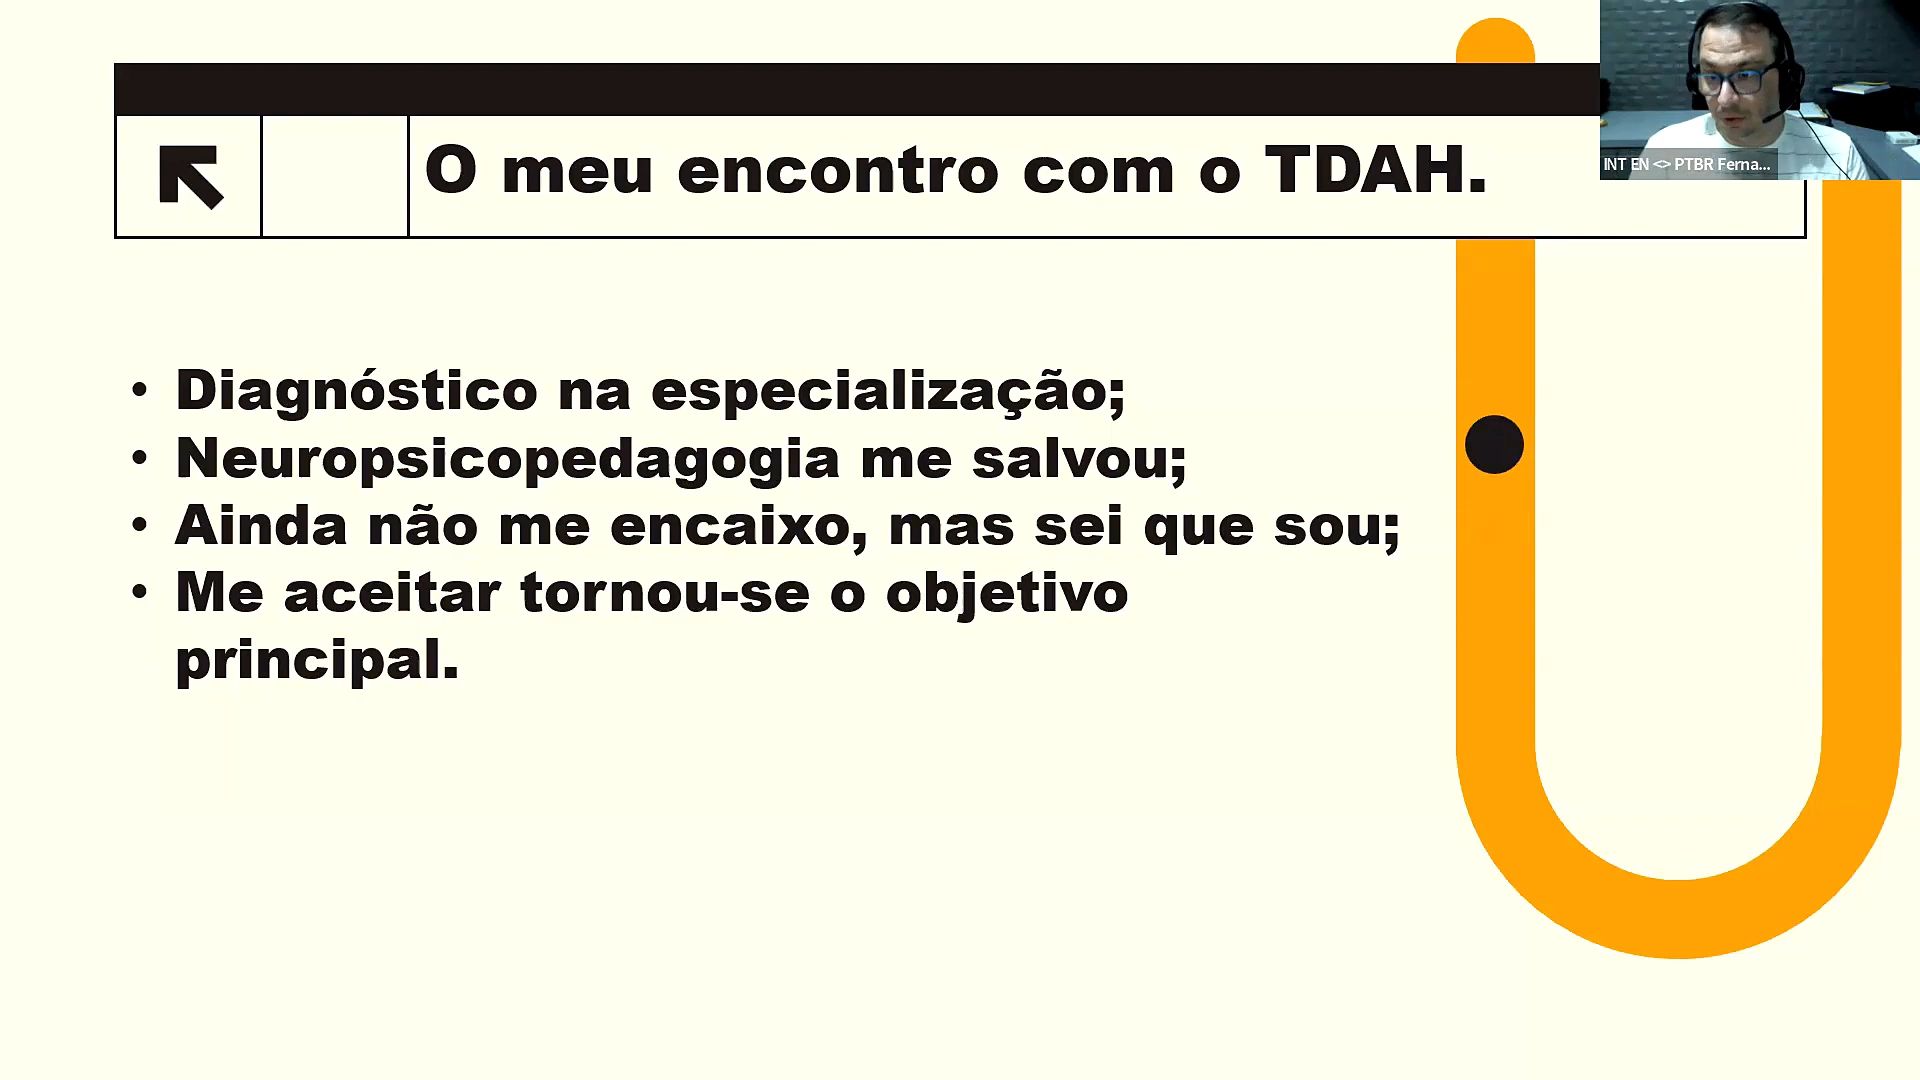 INT EN <> PTBR Ferna...
O meu encontro com o TDAH.
• Diagnóstico na especialização;
• Neuropsicopedagogia me salvou;
• Ainda não me encaixo, mas sei que sou;
• Me aceitar tornou-se o objetivo
principal.